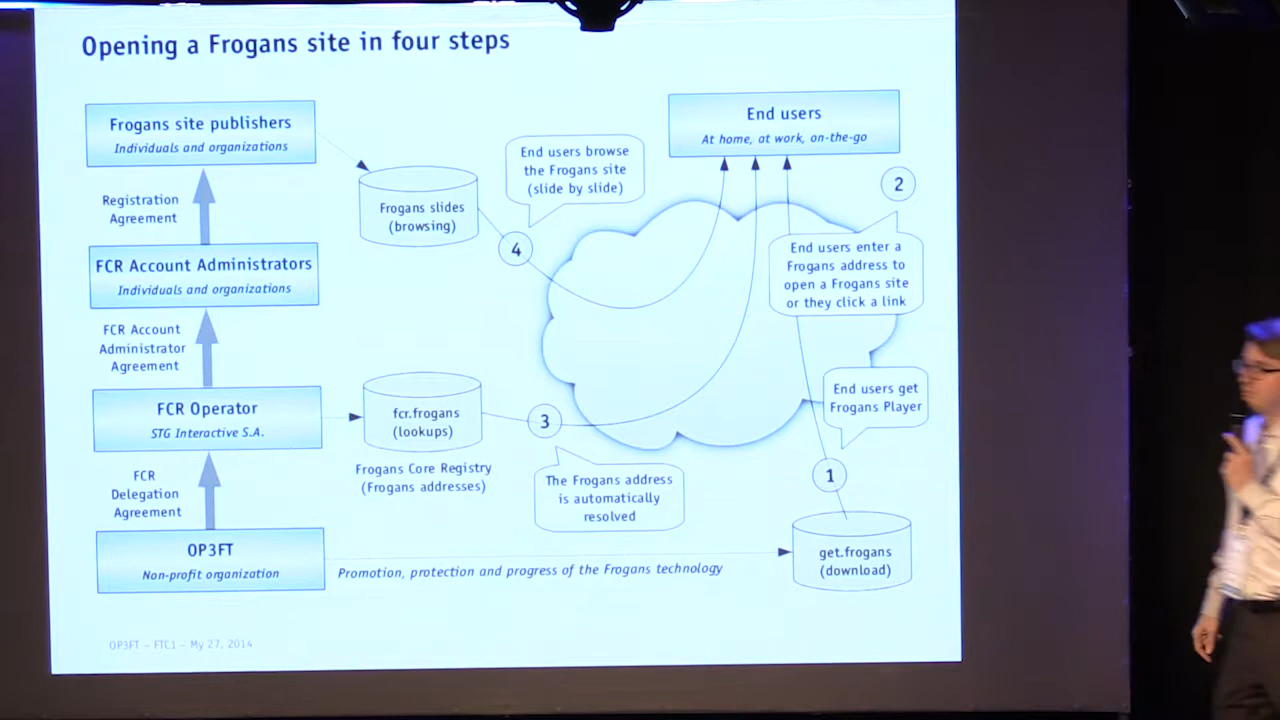 Opening a Frogans site in four steps
Frogans site publishers
Individuals and organizations
Registration
Agreement
FCR Account Administrators
Individuals and organizations
FCR Account
Administrator
Agreement
FCR Operator
STG Interactive S.A.
FCR
Delegation
Agreement
OP3FT
Non-profit organization
Frogans slides
(browsing)
End users browse
the Frogans site
(slide by slide)
4
End users
At home, at work, on-the-go
2
End users enter a
Frogans address to
open a Frogans site
or they click a link
fcr.frogans
(lookups)
Frogans Core Registry
(Frogans addresses)
3
The Frogans address
is automatically
resolved
End users get
Frogans Player
1
get.frogans
(download)
Promotion, protection and progress of the Frogans technology
OP3FT – FTC1 – My 27, 2014